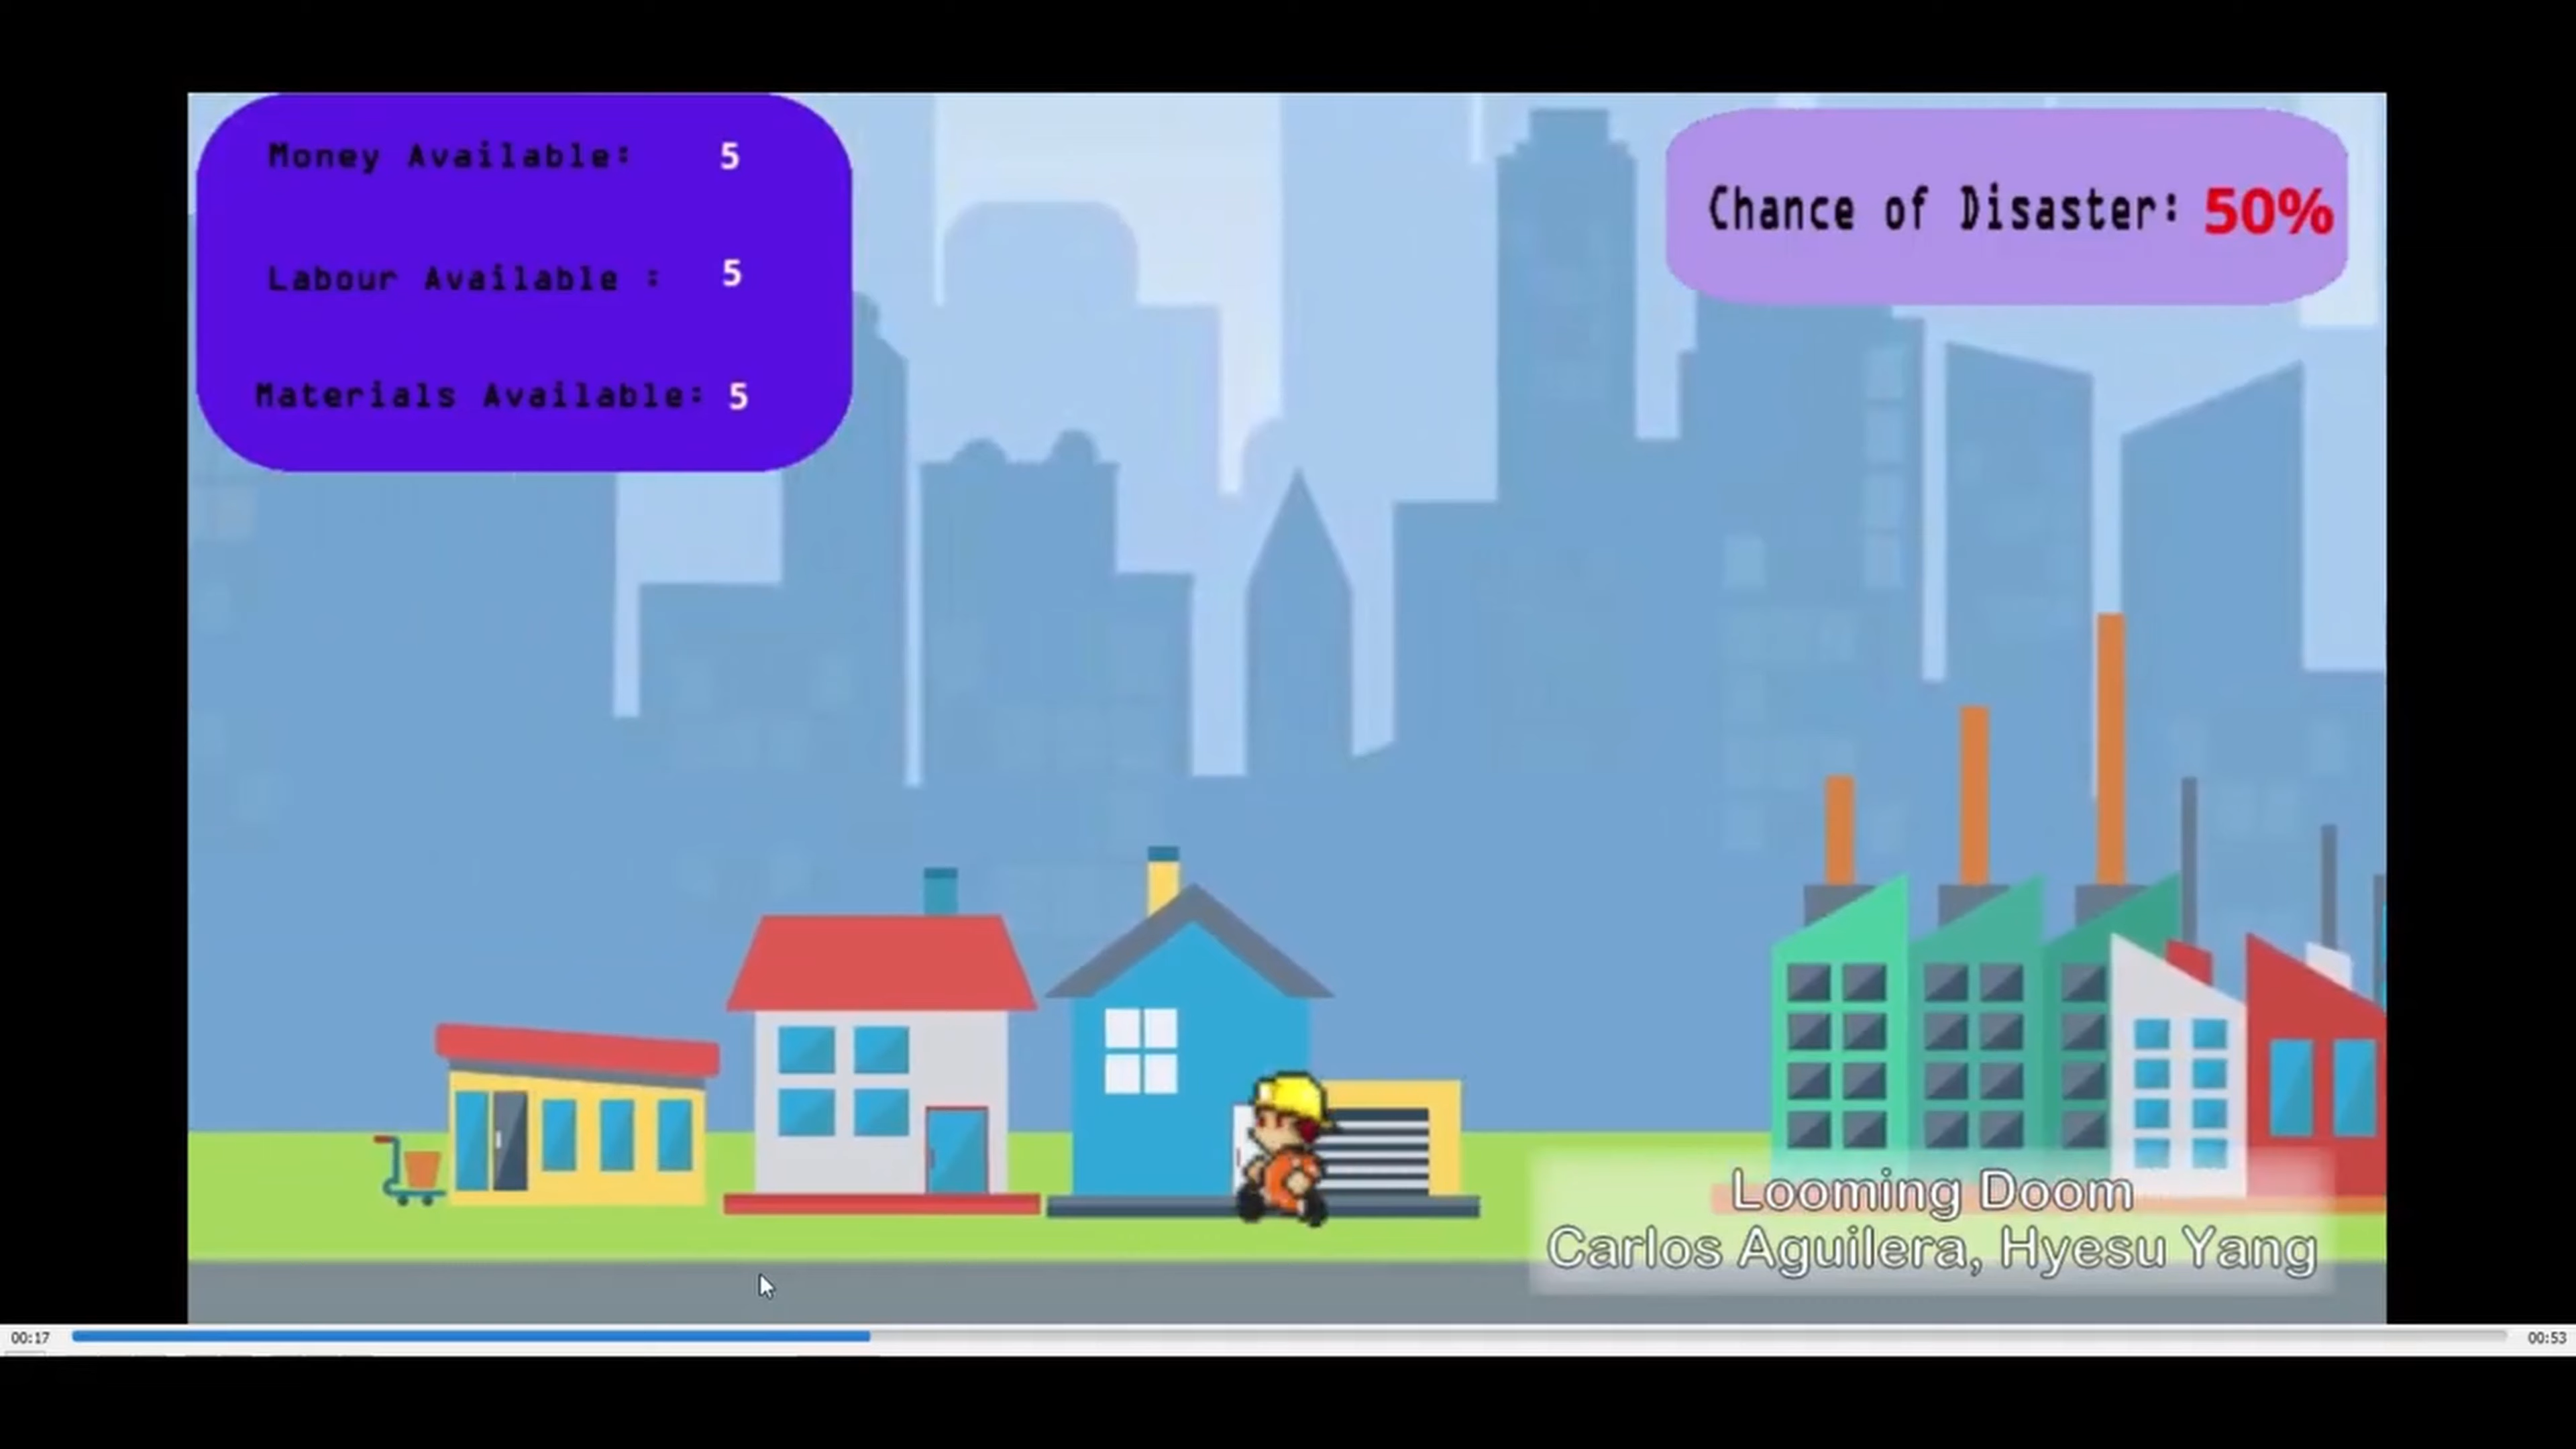 Money Available: 5
Chance of Disaster: 50%
Labour Available : 5
Materials Available: 5
Looming Doom
Carlos Aguilera, Hyesu Yang
00:17
00:53